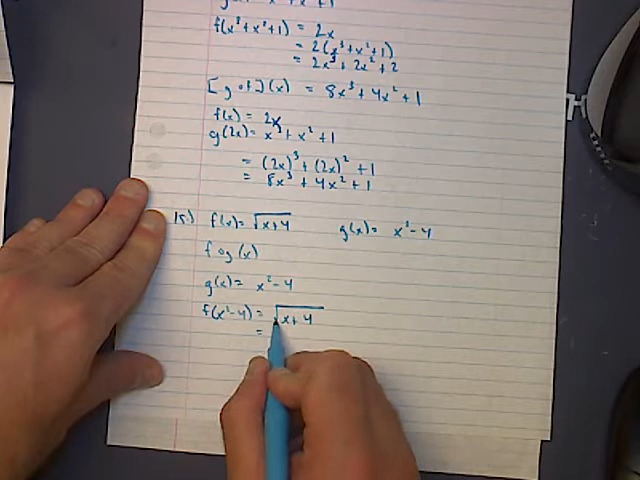 f(x³+x²+1) = 2x
= 2(x³+x²+1)
= 2x³ + 2x² + 2
[g o f](x) = 8x³ + 4x² + 1
f(x) = 2x
g(2x) = x³ + x² + 1
= (2x)³ + (2x)² + 1
= 8x³ + 4x² + 1
15.) f(x) = √x+4 g(x) = x² - 4
f o g (x)
g(x) = x² - 4
f(x²-4) = √x+4
=